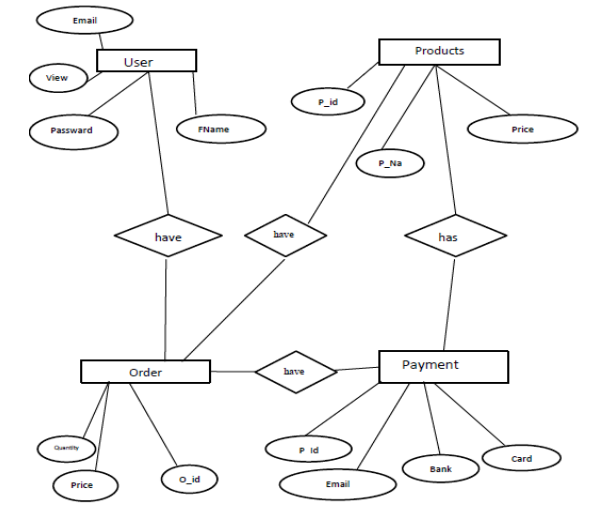 Email
User
Products
View
P_id
Passward
FName
Price
P_Na
have
have
has
Order
have
Payment
Quantity
P_Id
Price
O_id
Email
Bank
Card